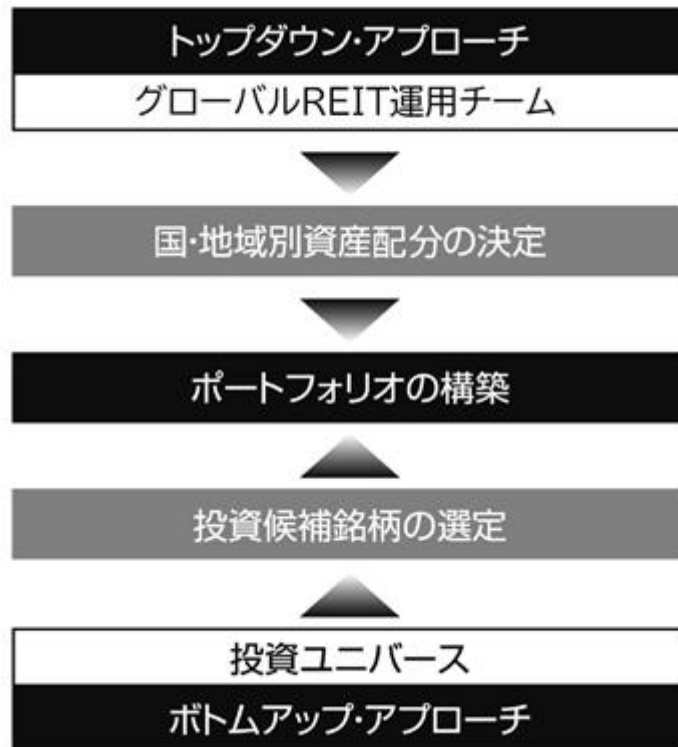 トップダウン・アプローチ
グローバルREIT運用チーム
国・地域別資産配分の決定
ポートフォリオの構築
投資候補銘柄の選定
投資ユニバース
ボトムアップ・アプローチ